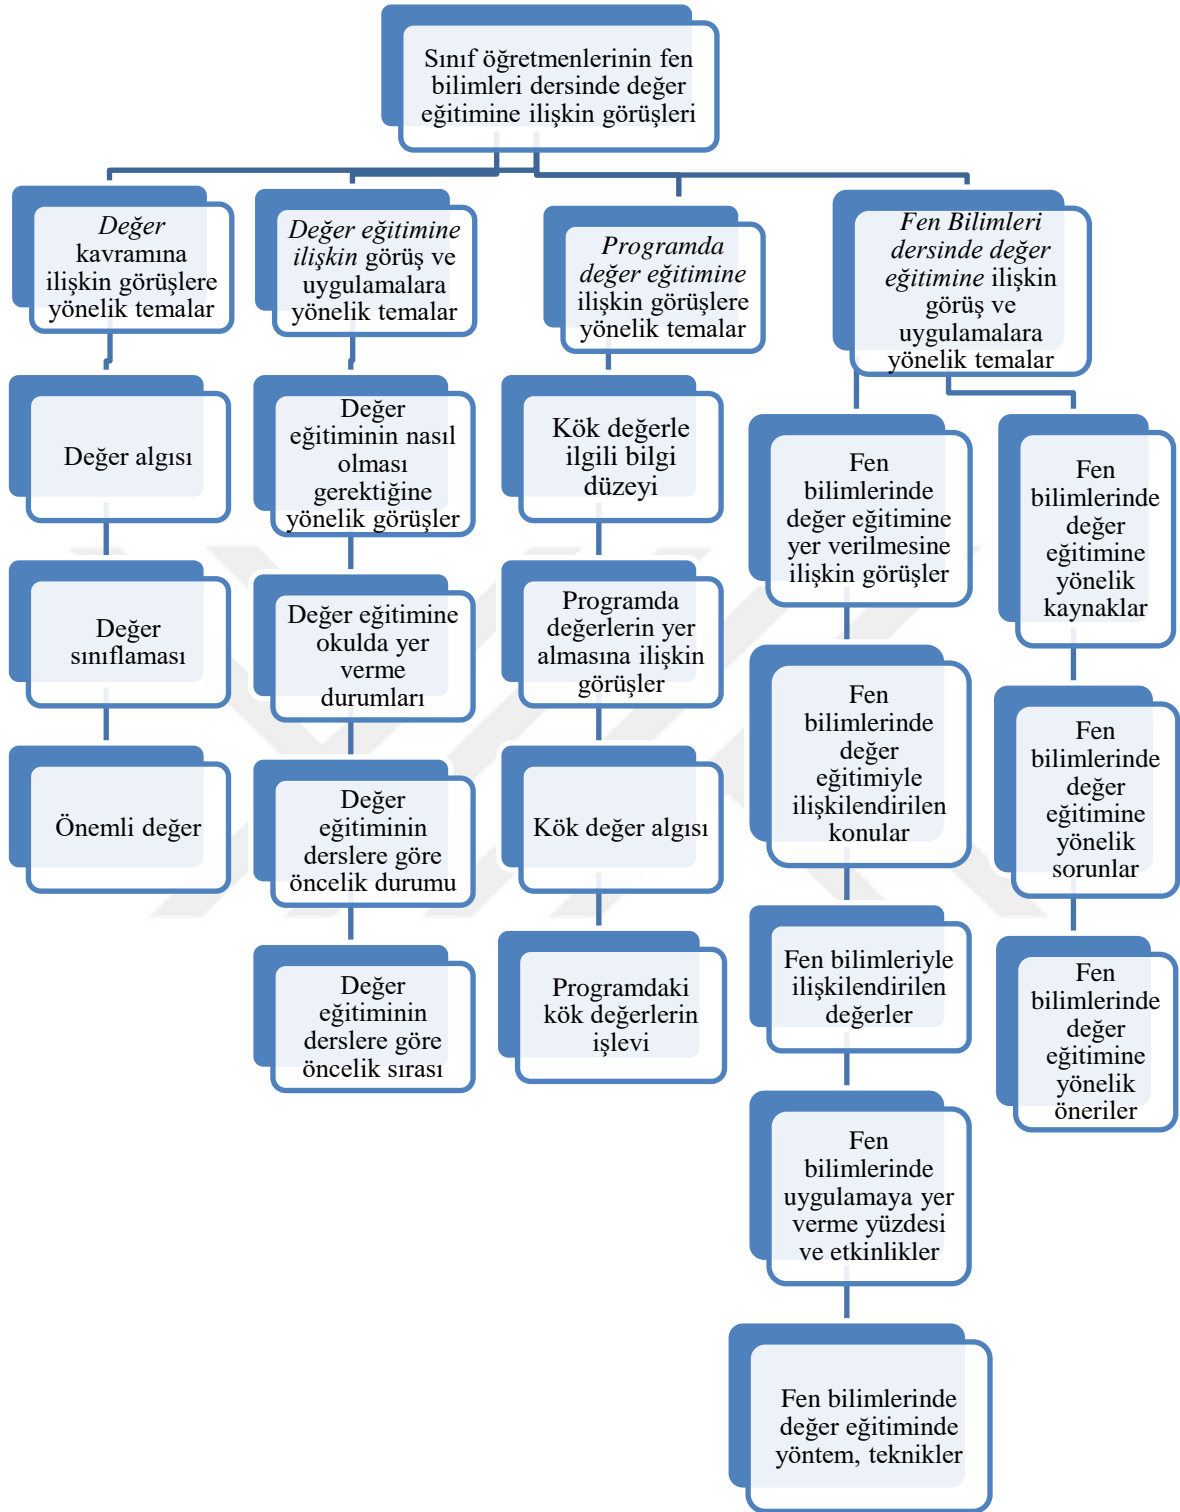 Sınıf öğretmenlerinin fen
bilimleri dersinde değer
eğitimine ilişkin görüşleri
Değer
kavramına
ilişkin görüşlere
yönelik temalar
Değer algısı
Değer
sınıflaması
Önemli değer
Değer eğitimine
ilişkin görüş ve
uygulamalara
yönelik temalar
Değer
eğitiminin nasıl
olması
gerektiğine
yönelik görüşler
Değer eğitimine
okulda yer
verme
durumları
Değer
eğitiminin
derslere göre
öncelik durumu
Değer
eğitiminin
derslere göre
öncelik sırası
Programda
değer eğitimine
ilişkin görüşlere
yönelik temalar
Kök değerle
ilgili bilgi
düzeyi
Programda
değerlerin yer
almasına ilişkin
görüşler
Kök değer algısı
Programdaki
kök değerlerin
işlevi
Fen Bilimleri
dersinde değer
eğitimine ilişkin
görüş ve
uygulamalara
yönelik temalar
Fen
bilimlerinde
değer eğitimine
yer verilmesine
ilişkin görüşler
Fen
bilimlerinde
değer
eğitimiyle
ilişkilendirilen
konular
Fen bilimleriyle
ilişkilendirilen
değerler
Fen
bilimlerinde
uygulamaya yer
verme yüzdesi
ve etkinlikler
Fen bilimlerinde
değer eğitiminde
yöntem, teknikler
Fen
bilimlerinde
değer
eğitimine
yönelik
kaynaklar
Fen
bilimlerinde
değer
eğitimine
yönelik
sorunlar
Fen
bilimlerinde
değer
eğitimine
yönelik
öneriler